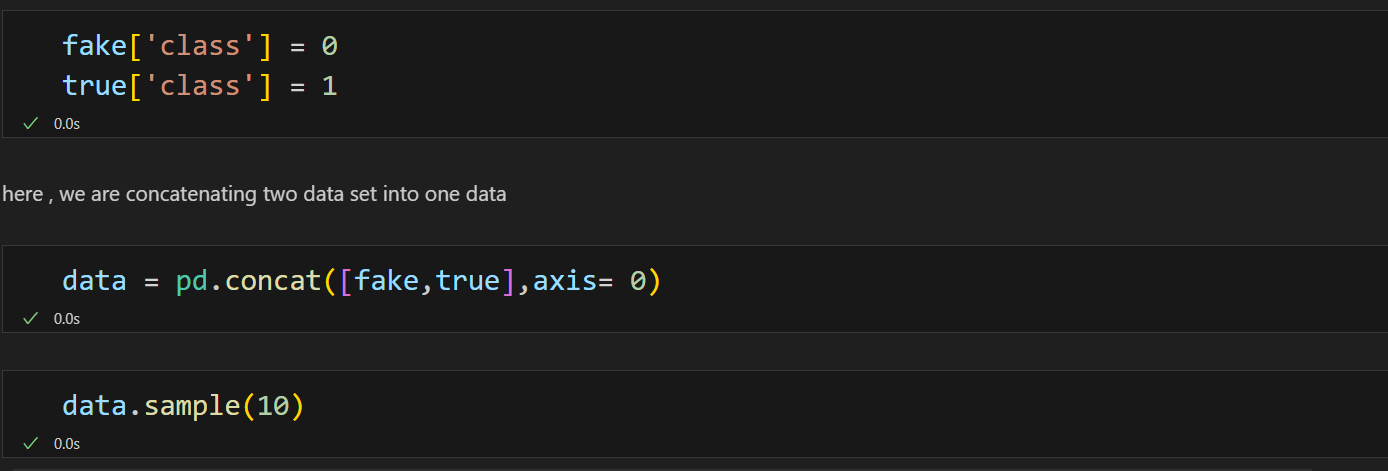 fake['class'] = 0
true['class'] = 1
0.0s
here , we are concatenating two data set into one data
data = pd.concat([fake,true],axis= 0)
0.0s
data.sample(10)
0.0s